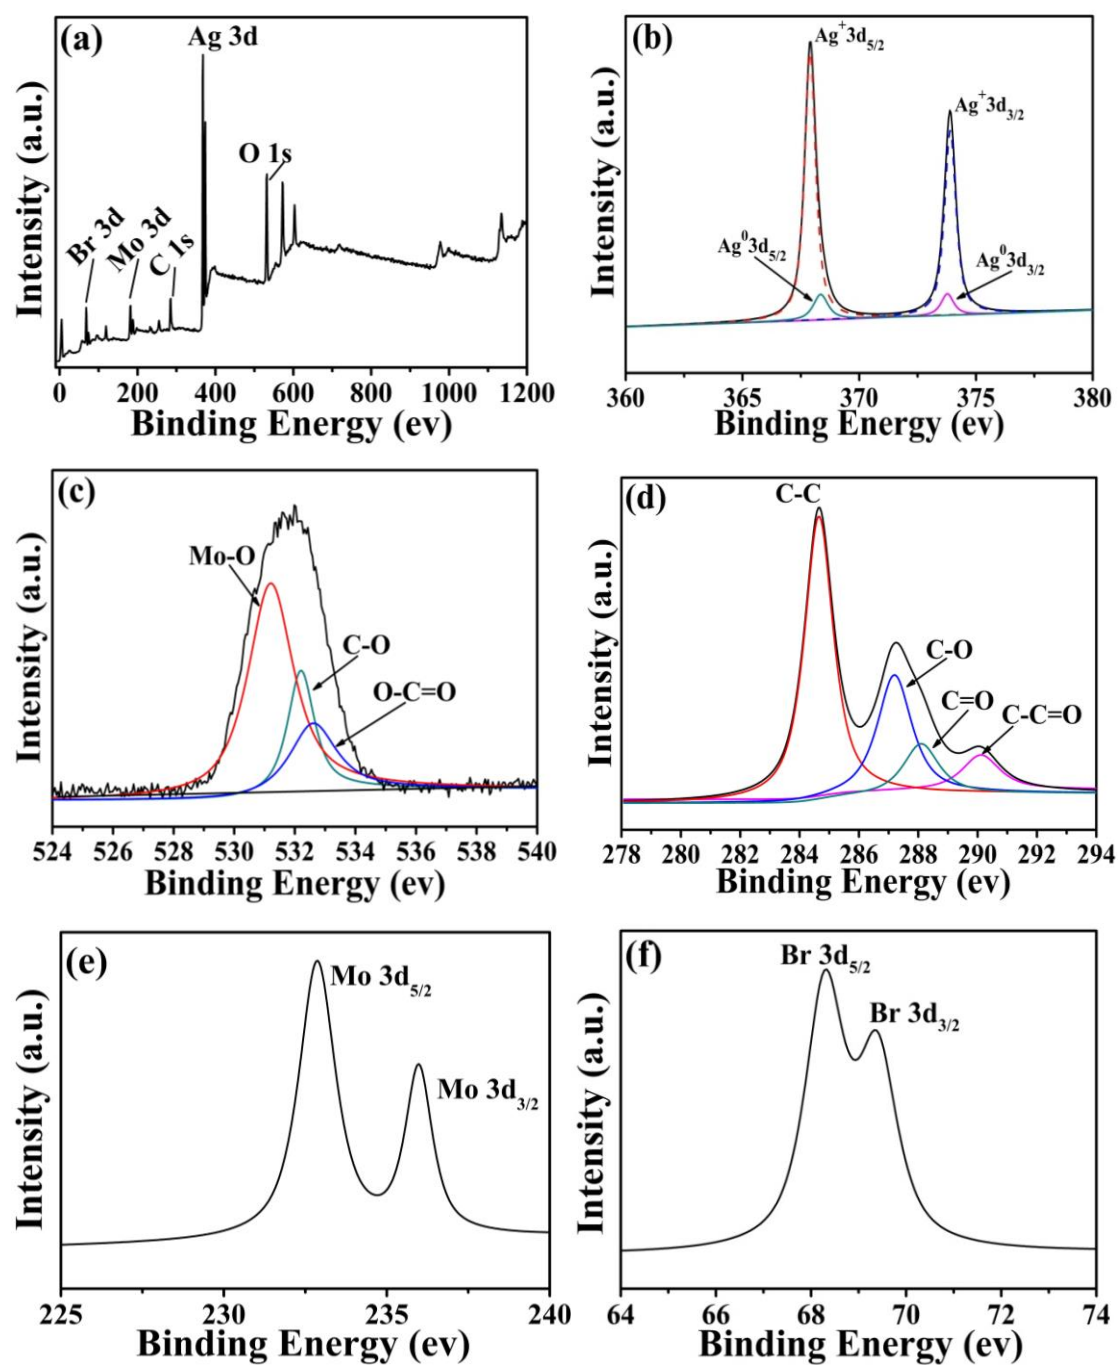 (a)
Ag 3d
O 1s
Br 3d
Mo 3d
C 1s
Intensity (a.u.)
0 200 400 600 800 1000 1200
Binding Energy (ev)
(b)
Ag⁺3d₅/₂
Ag⁺3d₃/₂
Ag⁰3d₅/₂
Ag⁰3d₃/₂
Intensity (a.u.)
360 365 370 375 380
Binding Energy (ev)
(c)
Mo-O
C-O
O-C=O
Intensity (a.u.)
524 526 528 530 532 534 536 538 540
Binding Energy (ev)
(d)
C-C
C-O
C=O
C-C=O
Intensity (a.u.)
278 280 282 284 286 288 290 292 294
Binding Energy (ev)
(e)
Mo 3d₅/₂
Mo 3d₃/₂
Intensity (a.u.)
225 230 235 240
Binding Energy (ev)
(f)
Br 3d₅/₂
Br 3d₃/₂
Intensity (a.u.)
64 66 68 70 72 74
Binding Energy (ev)